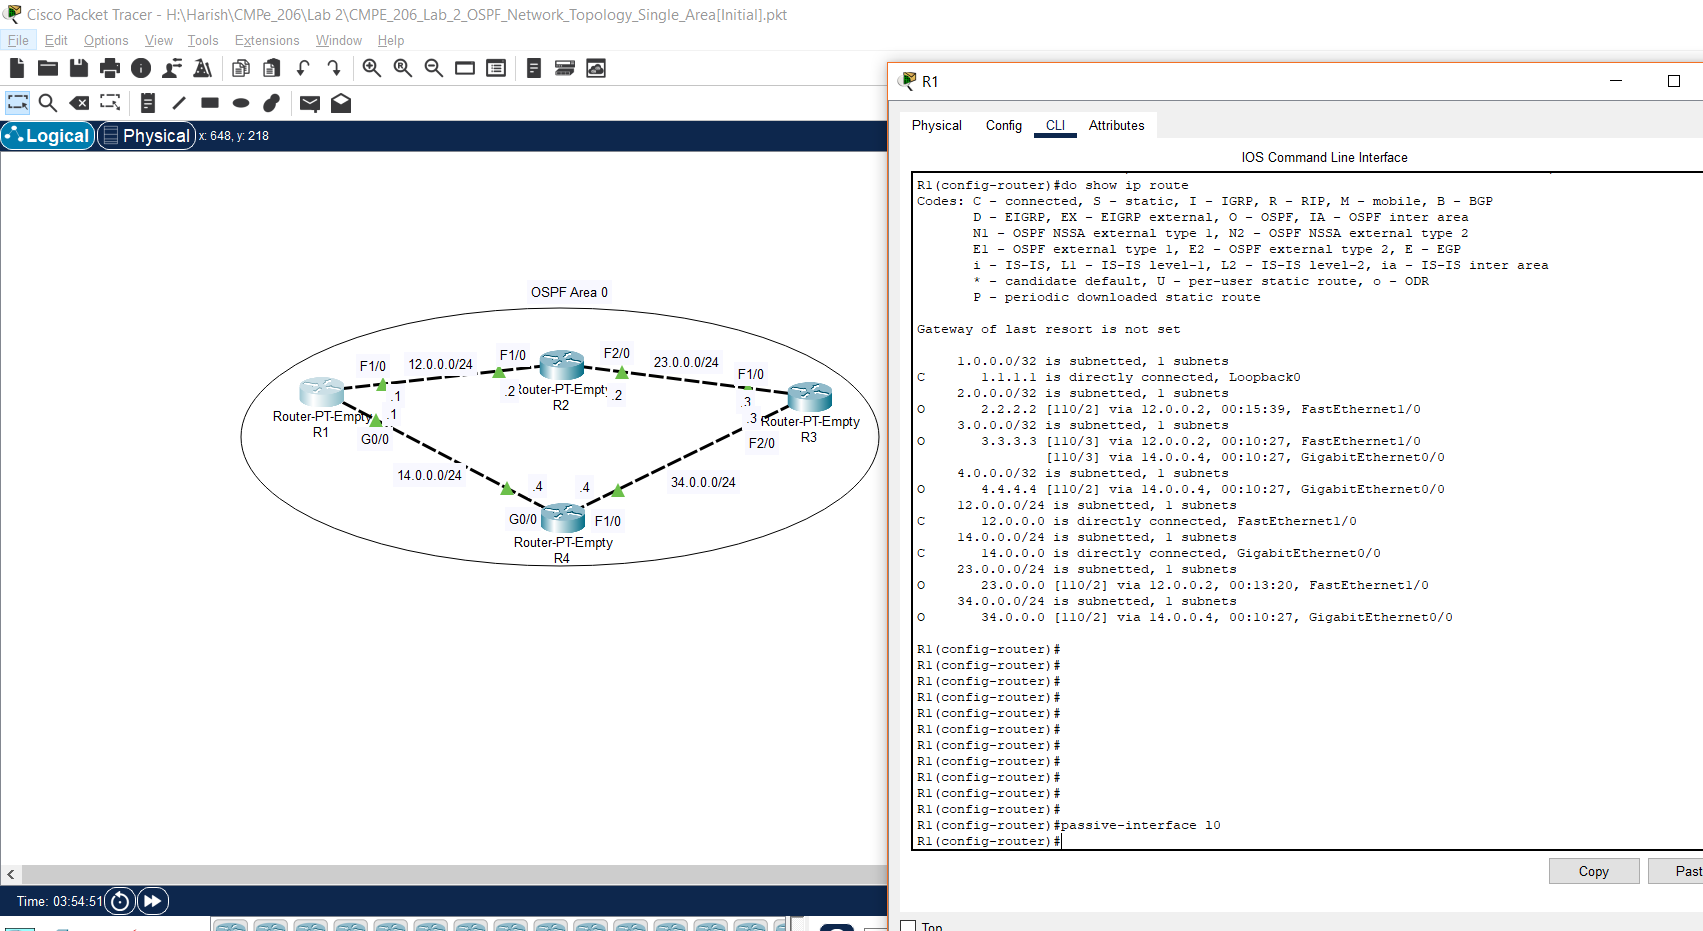 Cisco Packet Tracer - H:\Harish\CMPe_206\Lab 2\CMPE_206_Lab_2_OSPF_Network_Topology_Single_Area[Initial].pkt
File Edit Options View Tools Extensions Window Help
Logical Physical x: 648, y: 218
OSPF Area 0
F1/0 12.0.0.0/24 F1/0 F2/0 23.0.0.0/24 F1/0
.1 .2 Router-PT-Empty .2 .3
R2
Router-PT-Empty .1 .3 Router-PT-Empty
R1 R3
G0/0 F2/0
14.0.0.0/24 34.0.0.0/24
.4 .4
G0/0 F1/0
Router-PT-Empty
R4
Time: 03:54:51
R1
Physical Config CLI Attributes
IOS Command Line Interface
R1(config-router)#do show ip route
Codes: C - connected, S - static, I - IGRP, R - RIP, M - mobile, B - BGP
D - EIGRP, EX - EIGRP external, O - OSPF, IA - OSPF inter area
N1 - OSPF NSSA external type 1, N2 - OSPF NSSA external type 2
E1 - OSPF external type 1, E2 - OSPF external type 2, E - EGP
i - IS-IS, L1 - IS-IS level-1, L2 - IS-IS level-2, ia - IS-IS inter area
* - candidate default, U - per-user static route, o - ODR
P - periodic downloaded static route
Gateway of last resort is not set
1.0.0.0/32 is subnetted, 1 subnets
C 1.1.1.1 is directly connected, Loopback0
2.0.0.0/32 is subnetted, 1 subnets
O 2.2.2.2 [110/2] via 12.0.0.2, 00:15:39, FastEthernet1/0
3.0.0.0/32 is subnetted, 1 subnets
O 3.3.3.3 [110/3] via 12.0.0.2, 00:10:27, FastEthernet1/0
[110/3] via 14.0.0.4, 00:10:27, GigabitEthernet0/0
4.0.0.0/32 is subnetted, 1 subnets
O 4.4.4.4 [110/2] via 14.0.0.4, 00:10:27, GigabitEthernet0/0
12.0.0.0/24 is subnetted, 1 subnets
C 12.0.0.0 is directly connected, FastEthernet1/0
14.0.0.0/24 is subnetted, 1 subnets
C 14.0.0.0 is directly connected, GigabitEthernet0/0
23.0.0.0/24 is subnetted, 1 subnets
O 23.0.0.0 [110/2] via 12.0.0.2, 00:13:20, FastEthernet1/0
34.0.0.0/24 is subnetted, 1 subnets
O 34.0.0.0 [110/2] via 14.0.0.4, 00:10:27, GigabitEthernet0/0
R1(config-router)#
R1(config-router)#
R1(config-router)#
R1(config-router)#
R1(config-router)#
R1(config-router)#
R1(config-router)#
R1(config-router)#
R1(config-router)#
R1(config-router)#
R1(config-router)#
R1(config-router)#passive-interface l0
R1(config-router)#
Copy Past
Top